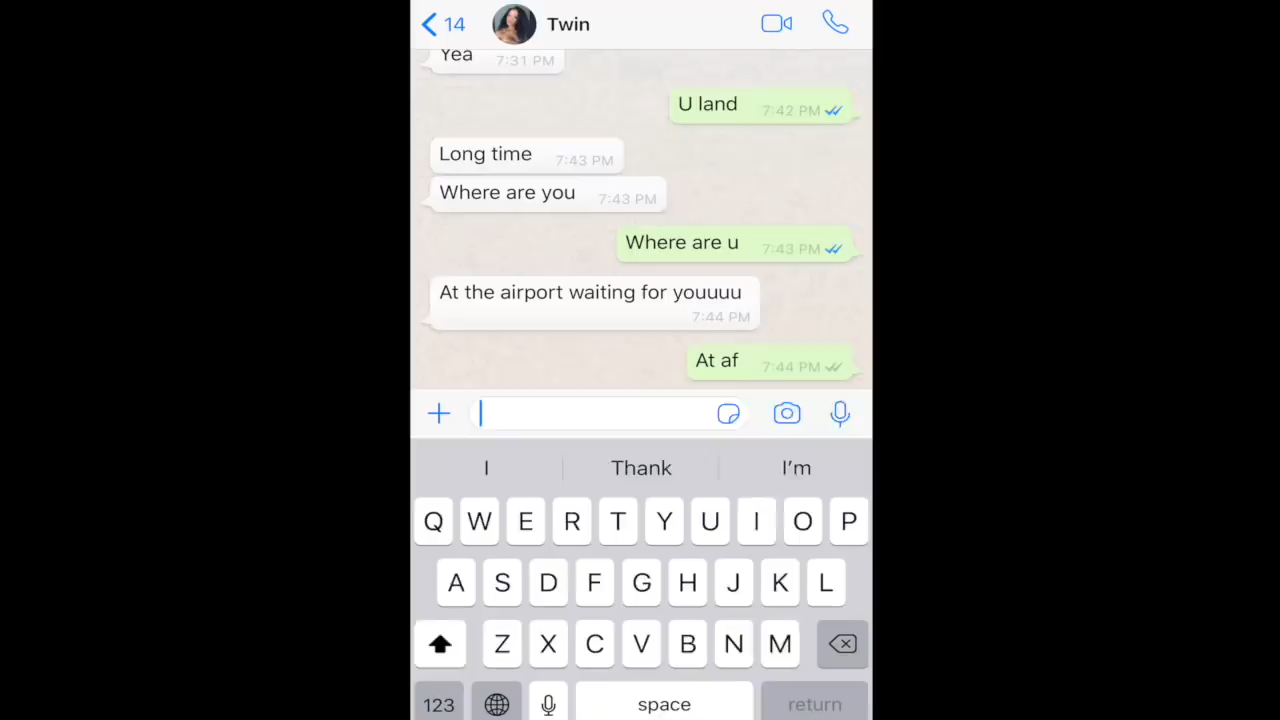 14 Twin
Yea 7:31 PM
U land 7:42 PM
Long time 7:43 PM
Where are you 7:43 PM
Where are u 7:43 PM
At the airport waiting for youuuu
7:44 PM
At af 7:44 PM
I Thank I’m
Q W E R T Y U I O P
A S D F G H J K L
Z X C V B N M
123 space return